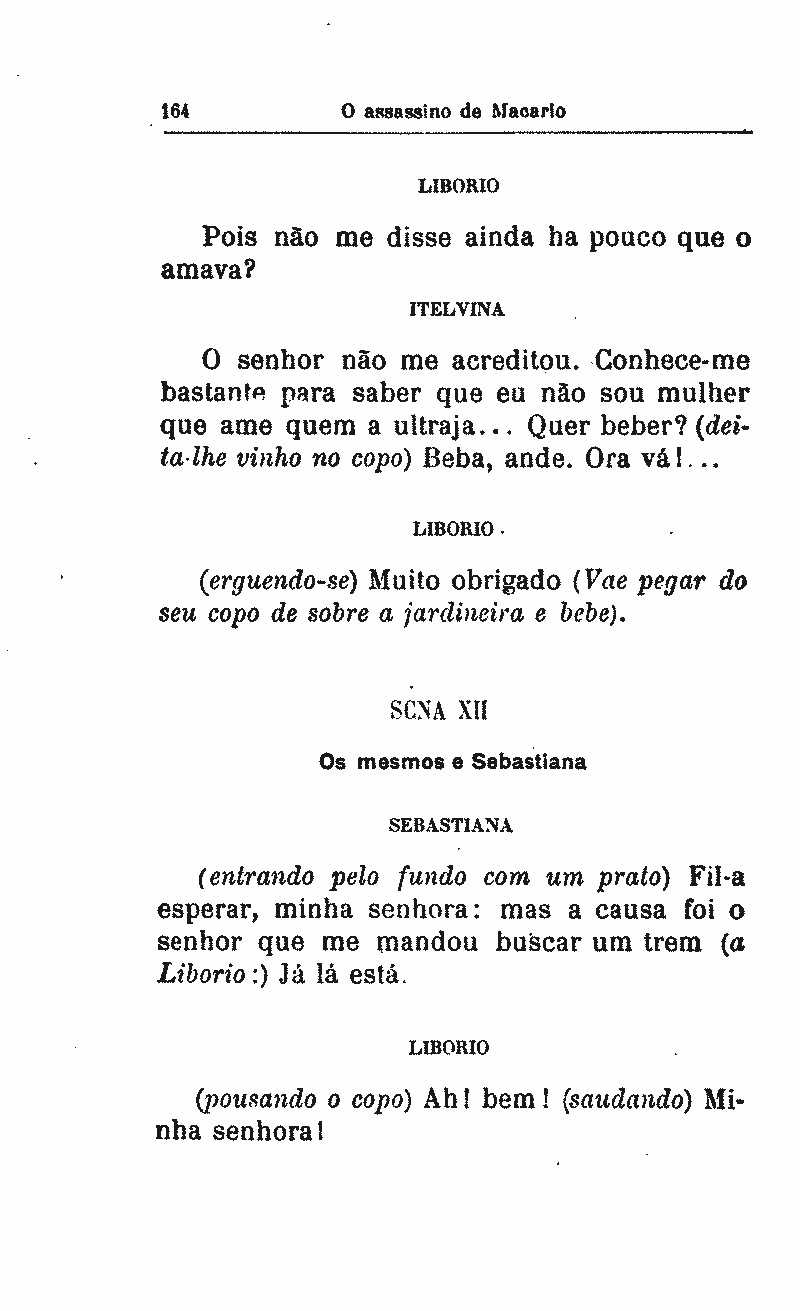 164 O assassino de Macario
LIBORIO
Pois não me disse ainda ha pouco que o
amava?
ITELVINA
O senhor não me acreditou. Conhece-me
bastante para saber que eu não sou mulher
que ame quem a ultraja... Quer beber? (dei-
ta-lhe vinho no copo) Beba, ande. Ora vá!...
LIBORIO.
(erguendo-se) Muito obrigado (Vae pegar do
seu copo de sobre a jardineira e bebe).
SCNA XII
Os mesmos e Sebastiana
SEBASTIANA
(entrando pelo fundo com um prato) Fil-a
esperar, minha senhora: mas a causa foi o
senhor que me mandou buscar um trem (a
Liborio:) Já lá está.
LIBORIO
(pousando o copo) Ah! bem! (saudando) Mi-
nha senhora!